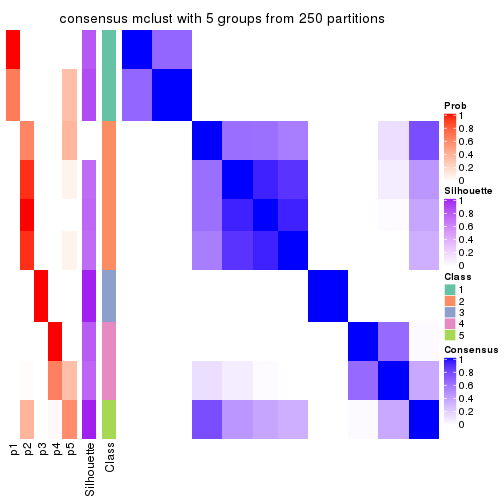 consensus mclust with 5 groups from 250 partitions
Prob
1
0.8
0.6
0.4
0.2
0
Silhouette
1
0.8
0.6
0.4
0.2
0
Class
1
2
3
4
5
Consensus
1
0.8
0.6
0.4
0.2
0
p1
p2
p3
p4
p5
Silhouette
Class